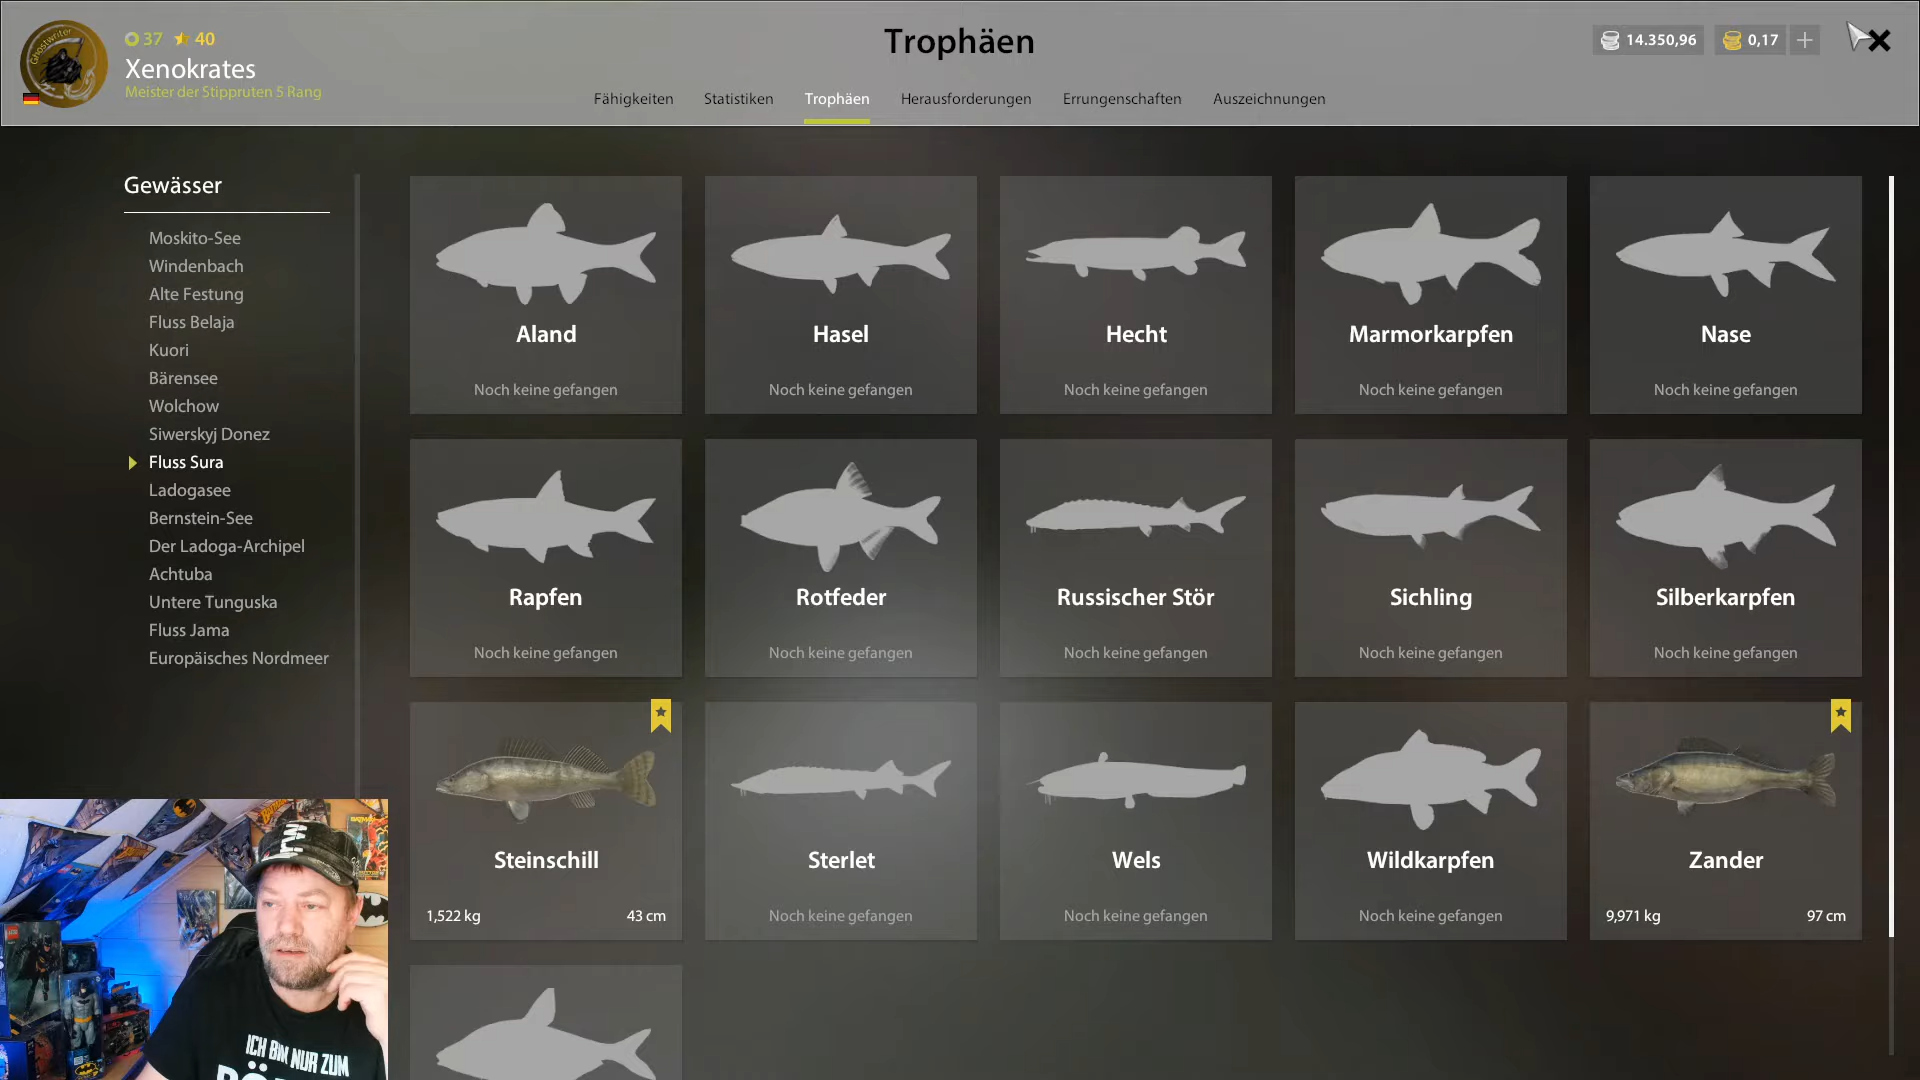 Ghostwriter
37 40
Xenokrates
Meister der Stippruten 5 Rang
Trophäen
14.350,96
0,17
Fähigkeiten
Statistiken
Trophäen
Herausforderungen
Errungenschaften
Auszeichnungen
Gewässer
Moskito-See
Windenbach
Alte Festung
Fluss Belaja
Kuori
Bärensee
Wolchow
Siwerskyj Donez
Fluss Sura
Ladogasee
Bernstein-See
Der Ladoga-Archipel
Achtuba
Untere Tunguska
Fluss Jama
Europäisches Nordmeer
Aland
Noch keine gefangen
Hasel
Noch keine gefangen
Hecht
Noch keine gefangen
Marmorkarpfen
Noch keine gefangen
Nase
Noch keine gefangen
Rapfen
Noch keine gefangen
Rotfeder
Noch keine gefangen
Russischer Stör
Noch keine gefangen
Sichling
Noch keine gefangen
Silberkarpfen
Noch keine gefangen
Steinschill
1,522 kg 43 cm
Sterlet
Noch keine gefangen
Wels
Noch keine gefangen
Wildkarpfen
Noch keine gefangen
Zander
9,971 kg 97 cm
ICH BIN NUR ZUM